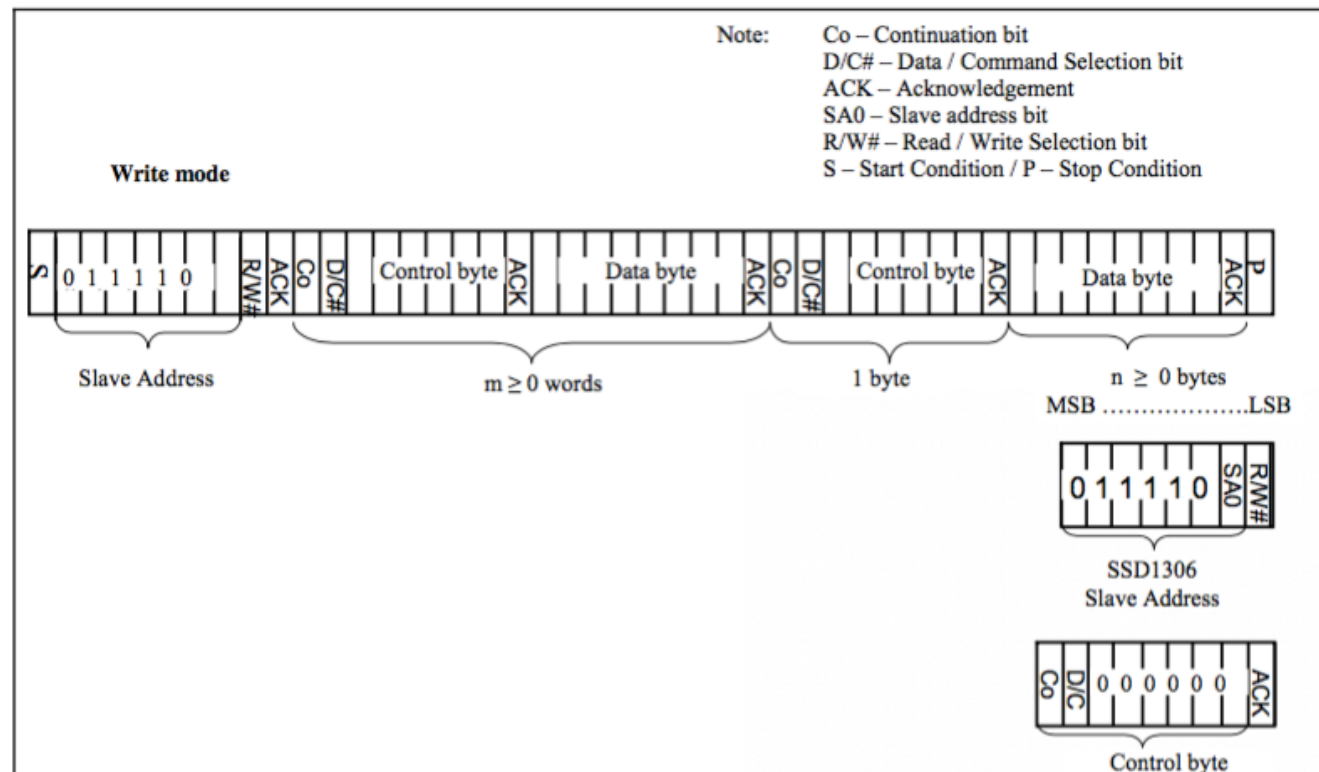 Note: Co – Continuation bit
D/C# – Data / Command Selection bit
ACK – Acknowledgement
SA0 – Slave address bit
R/W# – Read / Write Selection bit
S – Start Condition / P – Stop Condition
Write mode
S 0 1 1 1 1 0 R/W# ACK Co D/C# Control byte ACK Data byte ACK Co D/C# Control byte ACK Data byte ACK P
Slave Address m ≥ 0 words 1 byte n ≥ 0 bytes
MSB ………………….LSB
0 1 1 1 1 0 SA0 R/W#
SSD1306
Slave Address
Co D/C 0 0 0 0 0 0 ACK
Control byte